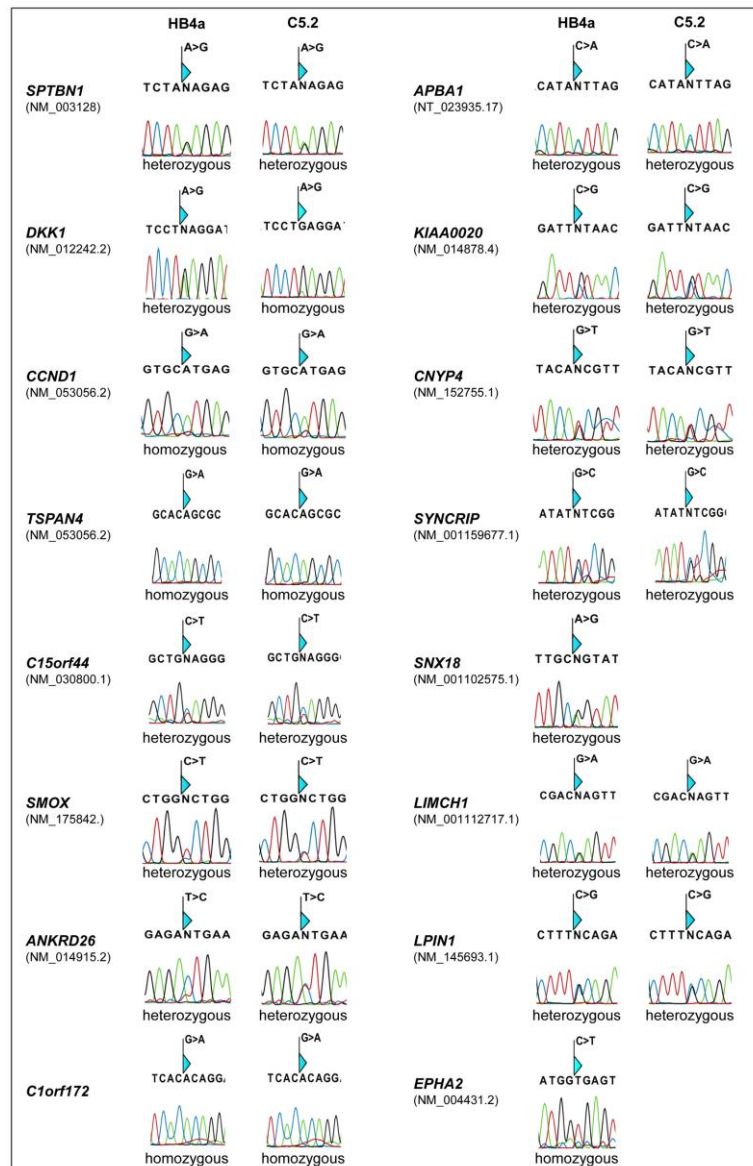 HB4a C5.2
SPTBN1
(NM_003128)
A>G A>G
TCTANAGAG TCTANAGAG
heterozygous heterozygous
DKK1
(NM_012242.2)
A>G A>G
TCCTNAGGAT TCCTGAGGA
heterozygous homozygous
CCND1
(NM_053056.2)
G>A G>A
GTGCATGAG GTGCATGAG
homozygous homozygous
TSPAN4
(NM_053056.2)
G>A G>A
GCACAGCGC GCACAGCGC
homozygous homozygous
C15orf44
(NM_030800.1)
C>T C>T
GCTGNAGGG GCTGNAGGG
heterozygous heterozygous
SMOX
(NM_175842.)
C>T C>T
CTGGNCTGG CTGGNCTGG
heterozygous heterozygous
ANKRD26
(NM_014915.2)
T>C T>C
GAGANTGAA GAGANTGAA
heterozygous heterozygous
C1orf172
G>A G>A
TCACACAGG TCACACAGG
homozygous homozygous
HB4a C5.2
APBA1
(NT_023935.17)
C>A C>A
CATANTTAG CATANTTAG
heterozygous heterozygous
KIAA0020
(NM_014878.4)
C>G C>G
GATTNTAAC GATTNTAAC
heterozygous heterozygous
CNYP4
(NM_152755.1)
G>T G>T
TACANCGTT TACANCGTT
heterozygous heterozygous
SYNCRIP
(NM_001159677.1)
G>C G>C
ATATNTCGG ATATNTCGG
heterozygous heterozygous
SNX18
(NM_001102575.1)
A>G
TTGCNGTAT
heterozygous
LIMCH1
(NM_001112717.1)
G>A G>A
CGACNAGTT CGACNAGTT
heterozygous heterozygous
LPIN1
(NM_145693.1)
C>G C>G
CTTTNCAGA CTTTNCAGA
heterozygous heterozygous
EPHA2
(NM_004431.2)
C>T
ATGGTGAGT
homozygous